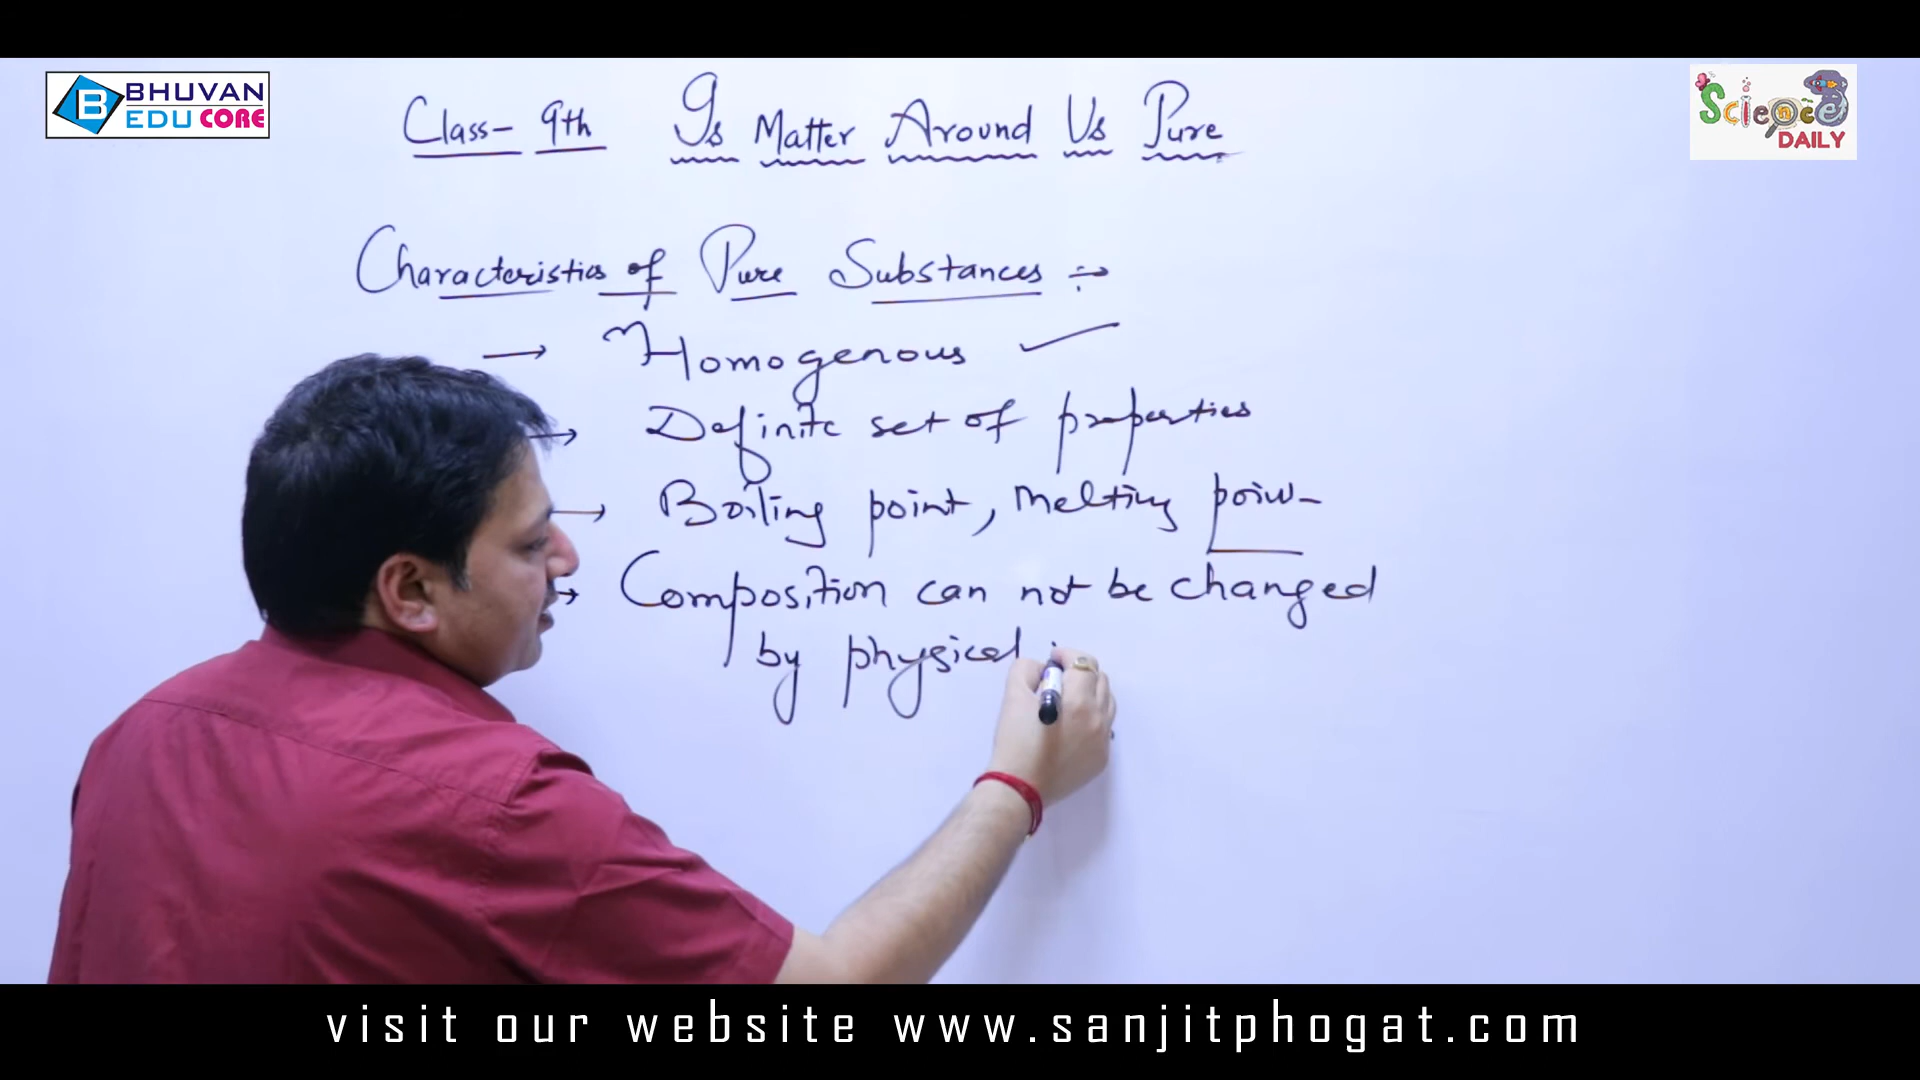 BHUVAN
EDU CORE
Science
DAILY
Class- 9th Is Matter Around Us Pure
Characteristics of Pure Substances :-
→ Homogenous ✓
→ Definite set of properties
→ Boiling point, Melting point
→ Composition can not be changed
by physical
visit our website www.sanjitphogat.com